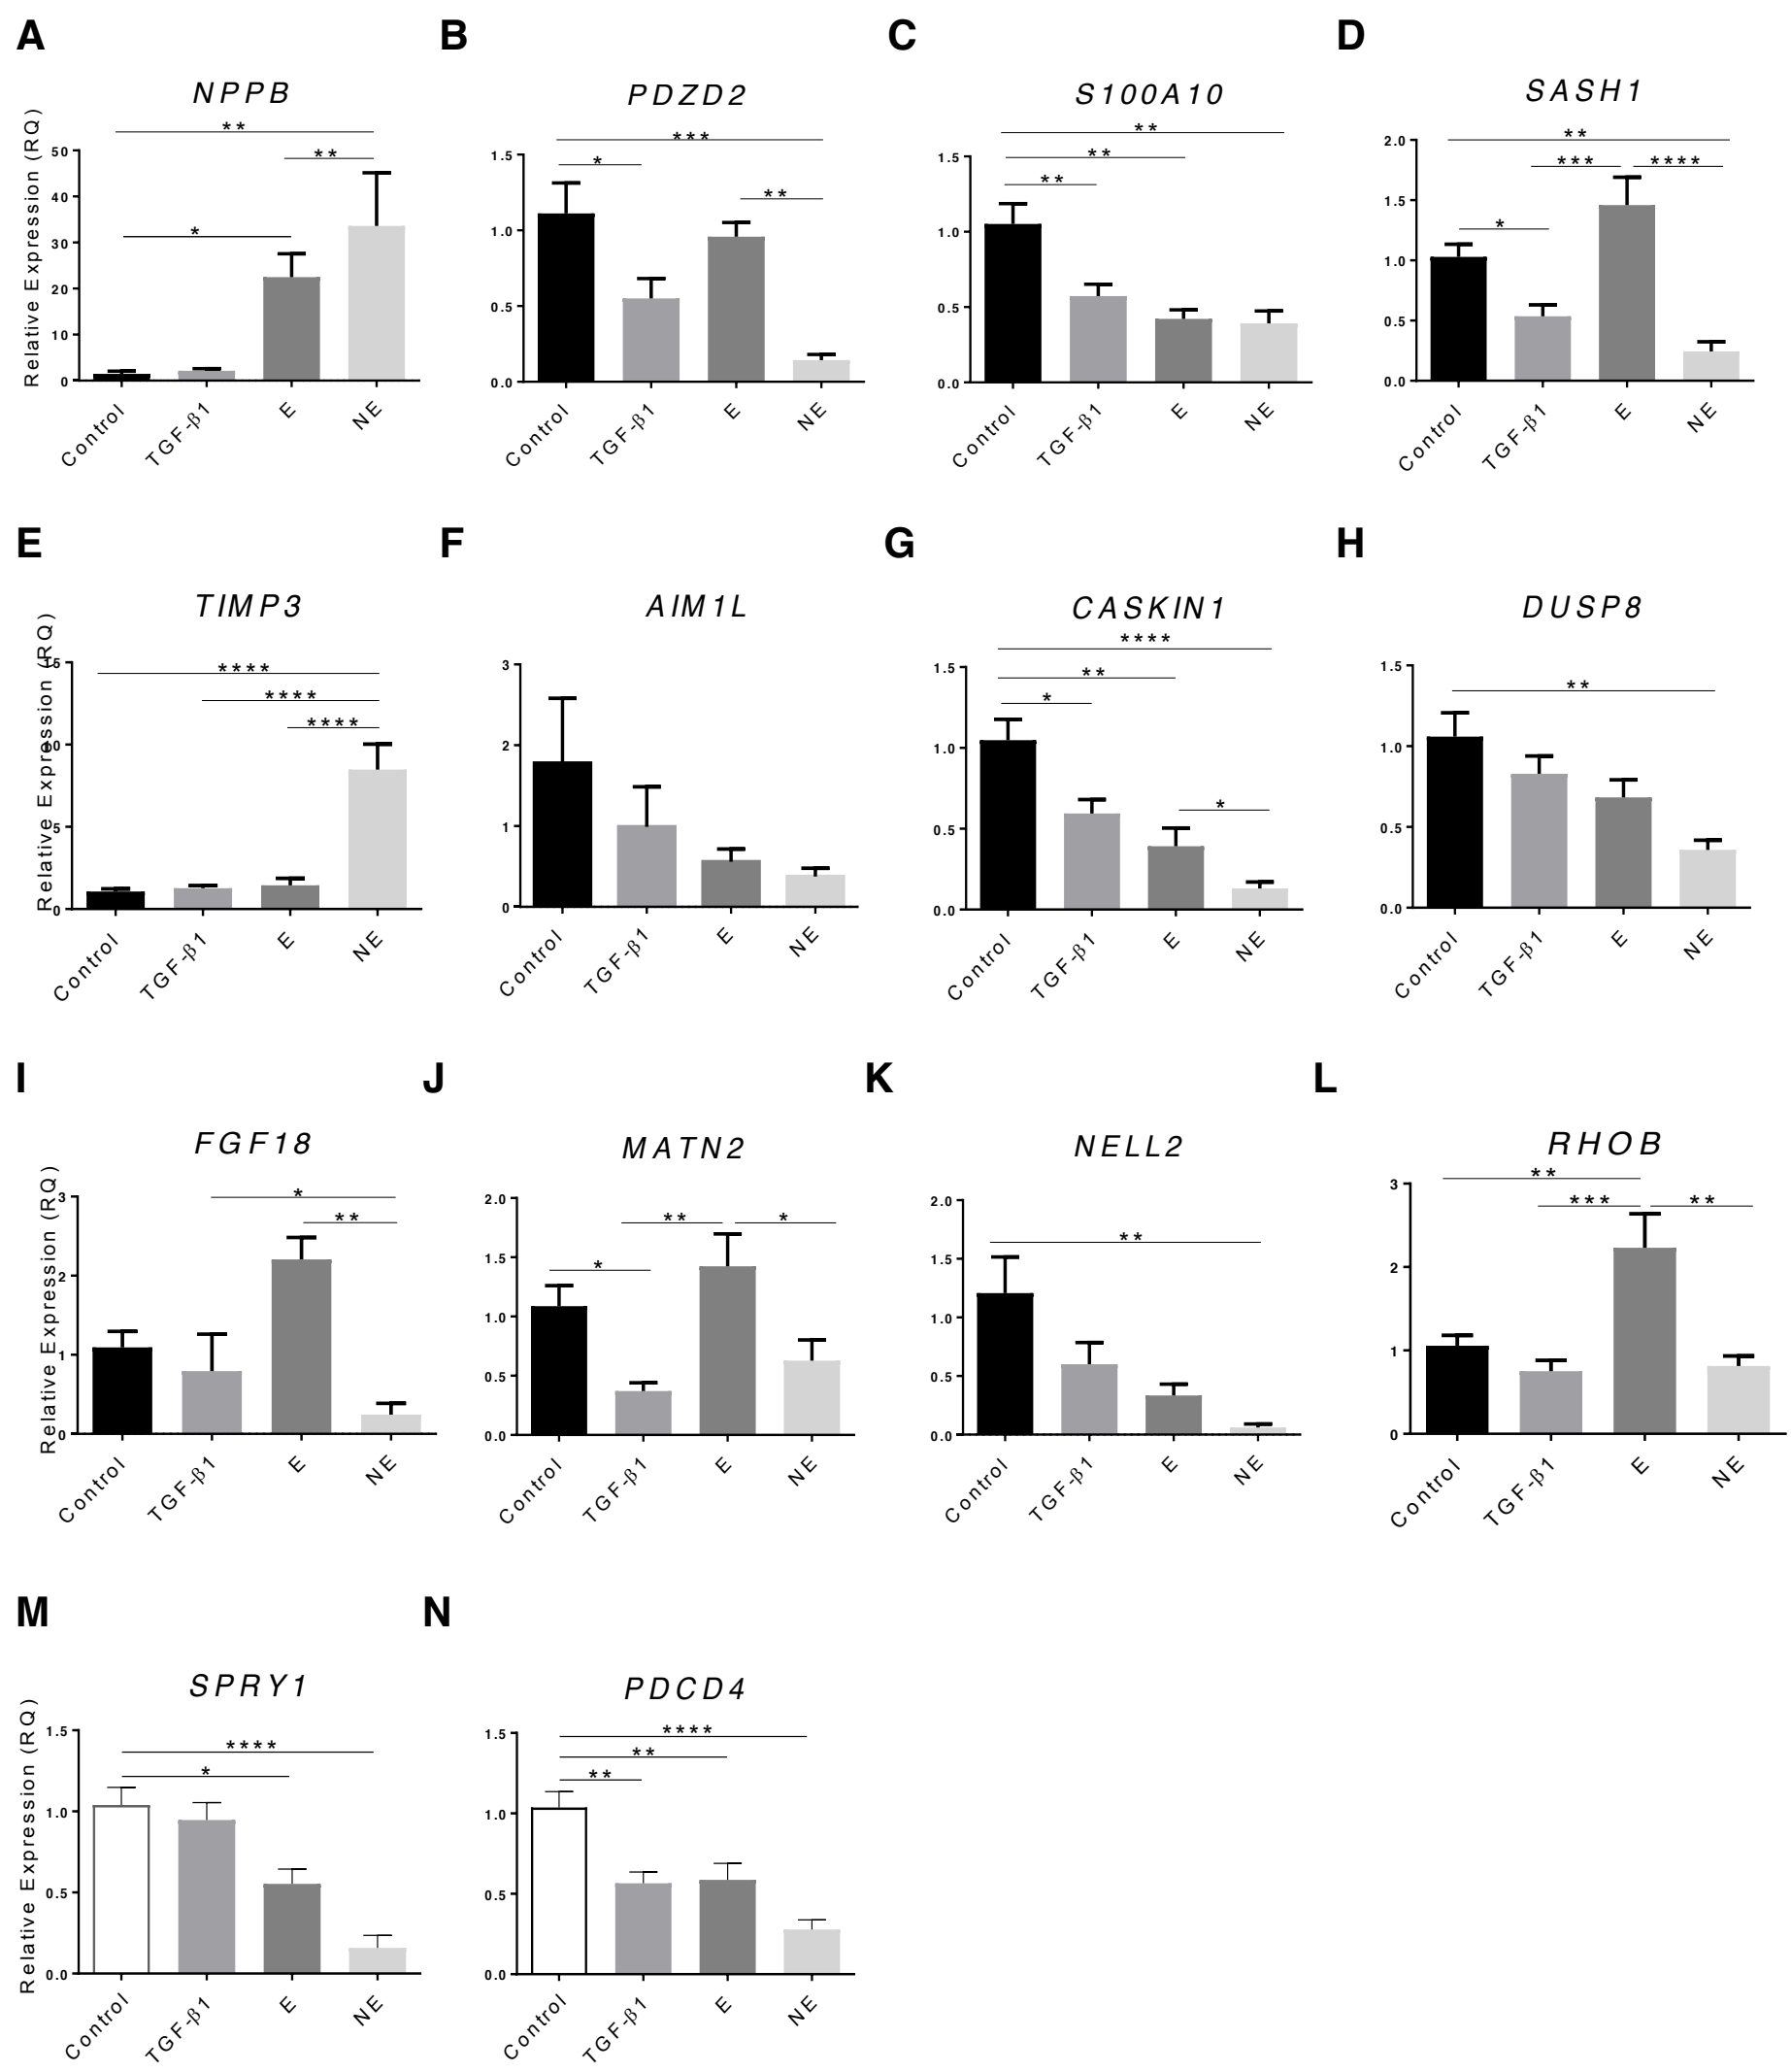 A
NPPB
Relative Expression (RQ)
50
40
30
20
10
0
**
**
*
Control
TGF-β1
E
NE
B
PDZD2
1.5
1.0
0.5
0.0
***
*
**
Control
TGF-β1
E
NE
C
S100A10
1.5
1.0
0.5
0.0
**
**
**
Control
TGF-β1
E
NE
D
SASH1
2.0
1.5
1.0
0.5
0.0
**
***
****
*
Control
TGF-β1
E
NE
E
TIMP3
Relative Expression (RQ)
15
10
5
0
****
****
****
Control
TGF-β1
E
NE
F
AIM1L
3
2
1
0
Control
TGF-β1
E
NE
G
CASKIN1
1.5
1.0
0.5
0.0
****
**
*
*
Control
TGF-β1
E
NE
H
DUSP8
1.5
1.0
0.5
0.0
**
Control
TGF-β1
E
NE
I
FGF18
Relative Expression (RQ)
3
2
1
0
*
**
Control
TGF-β1
E
NE
J
MATN2
2.0
1.5
1.0
0.5
0.0
**
*
*
Control
TGF-β1
E
NE
K
NELL2
2.0
1.5
1.0
0.5
0.0
**
Control
TGF-β1
E
NE
L
RHOB
3
2
1
0
**
***
**
Control
TGF-β1
E
NE
M
SPRY1
Relative Expression (RQ)
1.5
1.0
0.5
0.0
****
*
Control
TGF-β1
E
NE
N
PDCD4
1.5
1.0
0.5
0.0
****
**
**
Control
TGF-β1
E
NE